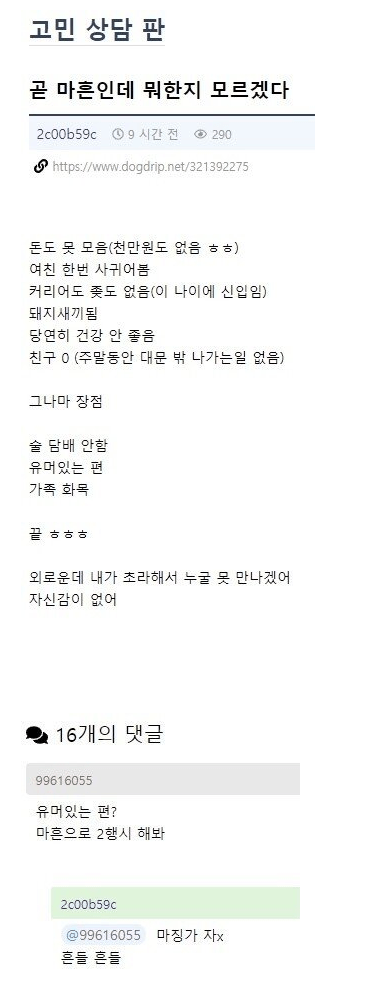 고민 상담 판
곧 마흔인데 뭐한지 모르겠다
2c00b59c 9 시간 전 290
https://www.dogdrip.net/321392275
돈도 못 모음(천만원도 없음 ㅎㅎ)
여친 한번 사귀어봄
커리어도 좆도 없음(이 나이에 신입임)
돼지새끼됨
당연히 건강 안 좋음
친구 0 (주말동안 대문 밖 나가는일 없음)
그나마 장점
술 담배 안함
유머있는 편
가족 화목
끝 ㅎㅎㅎ
외로운데 내가 초라해서 누굴 못 만나겠어
자신감이 없어
16개의 댓글
99616055
유머있는 편?
마흔으로 2행시 해봐
2c00b59c
@99616055 마징가 자x
흔들 흔들